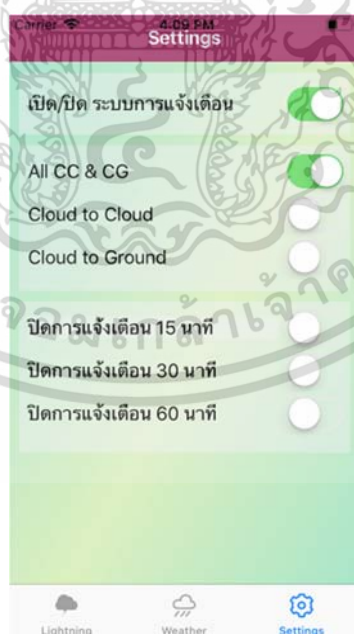 Carrier 4:09 PM
Settings
เปิด/ปิด ระบบการแจ้งเตือน
All CC & CG
Cloud to Cloud
Cloud to Ground
ปิดการแจ้งเตือน 15 นาที
ปิดการแจ้งเตือน 30 นาที
ปิดการแจ้งเตือน 60 นาที
Lightning Weather Settings